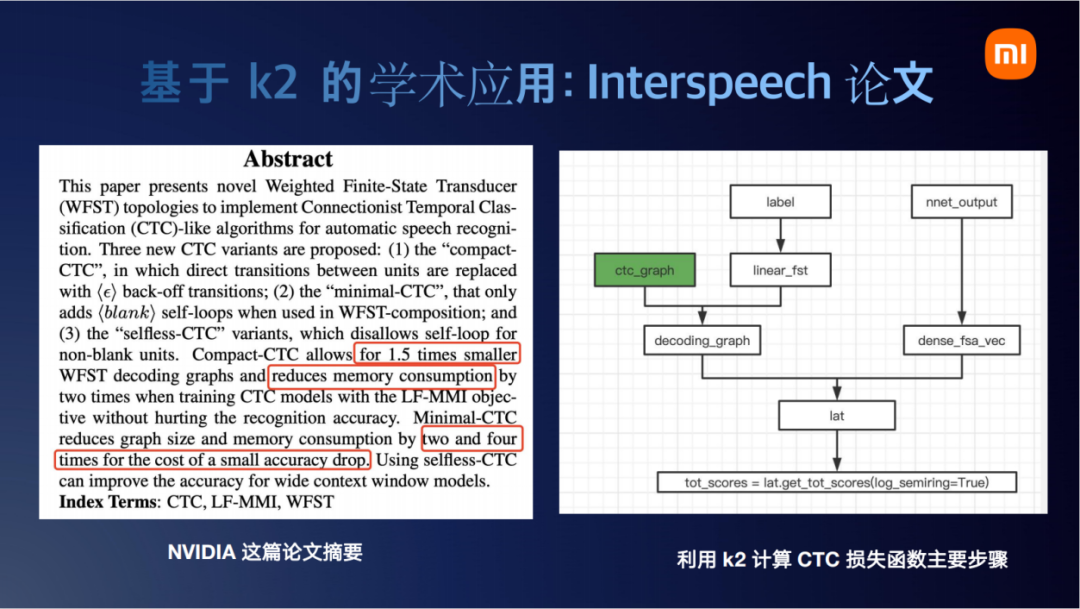 基于 k2 的学术应用：Interspeech 论文
mi
Abstract
This paper presents novel Weighted Finite-State Transducer
(WFST) topologies to implement Connectionist Temporal Clas-
sification (CTC)-like algorithms for automatic speech recogni-
tion. Three new CTC variants are proposed: (1) the “compact-
CTC”, in which direct transitions between units are replaced
with ⟨ϵ⟩ back-off transitions; (2) the “minimal-CTC”, that only
adds ⟨blank⟩ self-loops when used in WFST-composition; and
(3) the “selfless-CTC” variants, which disallows self-loop for
non-blank units. Compact-CTC allows for 1.5 times smaller
WFST decoding graphs and reduces memory consumption by
two times when training CTC models with the LF-MMI objec-
tive without hurting the recognition accuracy. Minimal-CTC
reduces graph size and memory consumption by two and four
times for the cost of a small accuracy drop. Using selfless-CTC
can improve the accuracy for wide context window models.
Index Terms: CTC, LF-MMI, WFST
NVIDIA 这篇论文摘要
label
nnet_output
ctc_graph
linear_fst
decoding_graph
dense_fsa_vec
lat
tot_scores = lat.get_tot_scores(log_semiring=True)
利用 k2 计算 CTC 损失函数主要步骤